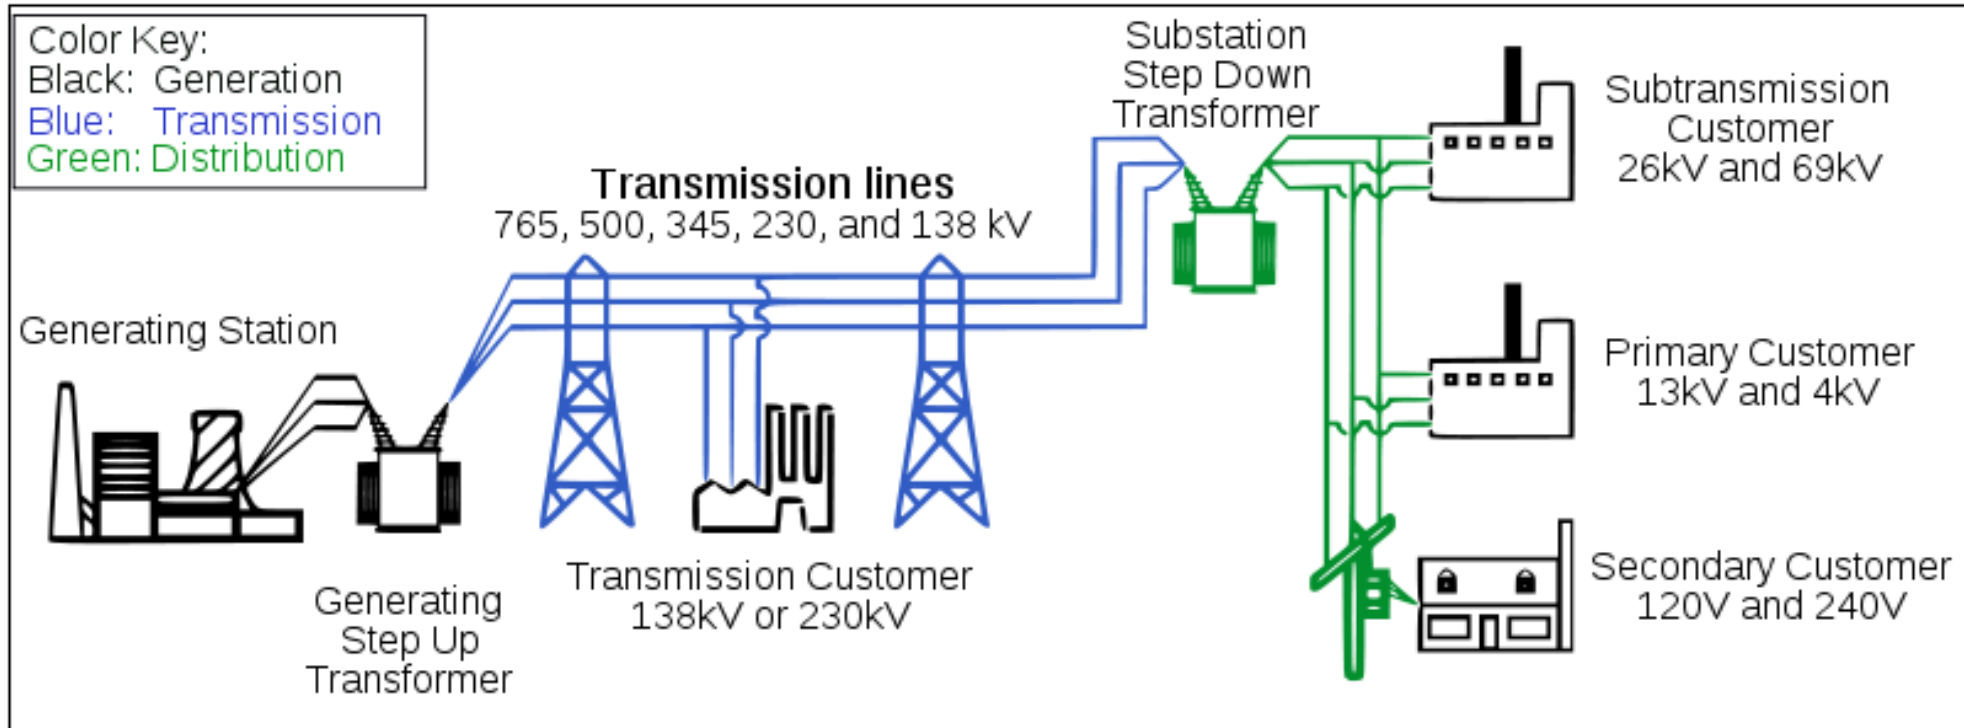 Color Key:
Black: Generation
Blue: Transmission
Green: Distribution
Substation
Step Down
Transformer
Subtransmission
Customer
26kV and 69kV
Transmission lines
765, 500, 345, 230, and 138 kV
Generating Station
Primary Customer
13kV and 4kV
Transmission Customer
138kV or 230kV
Secondary Customer
120V and 240V
Generating
Step Up
Transformer